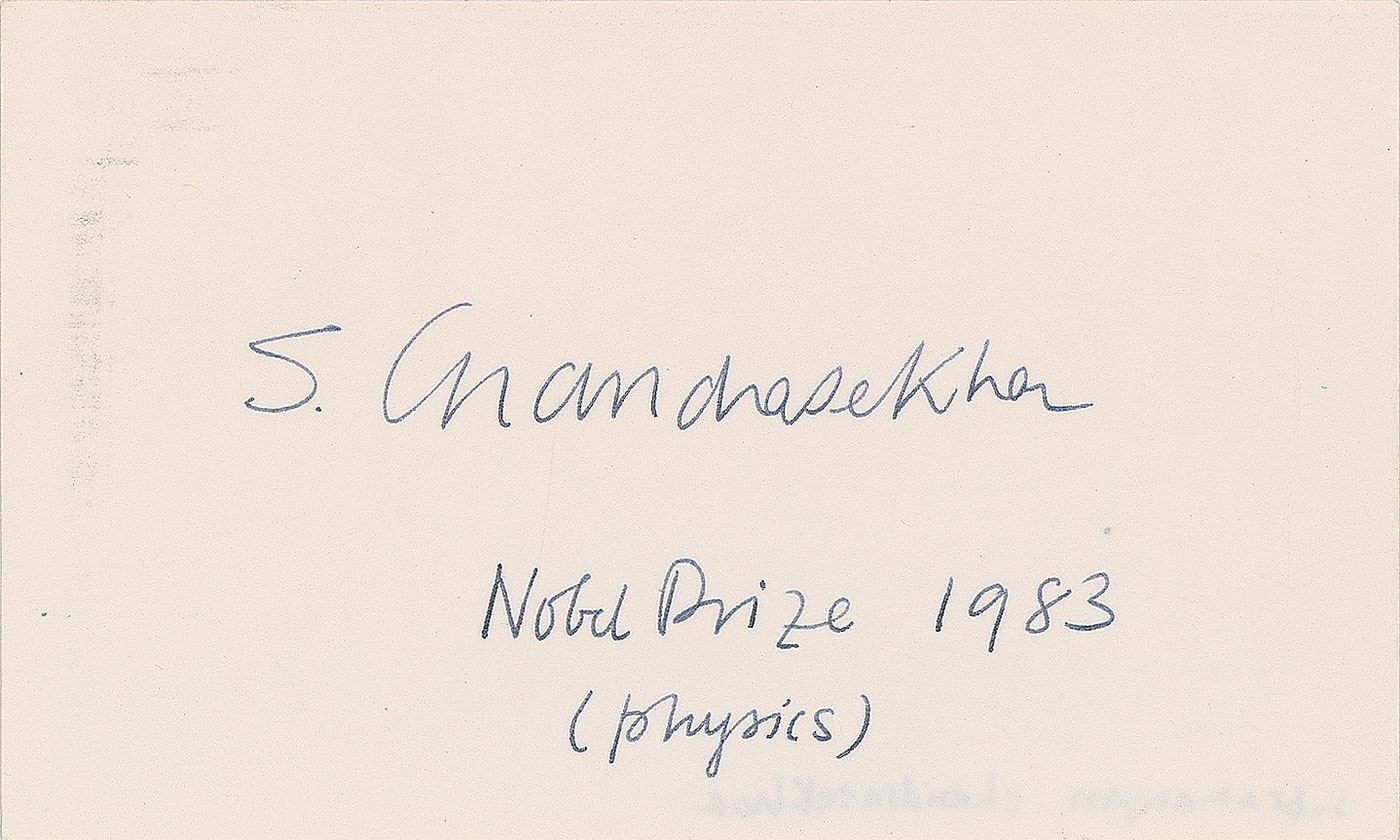 S. Chandrasekhar
Nobel Prize 1983
(physics)